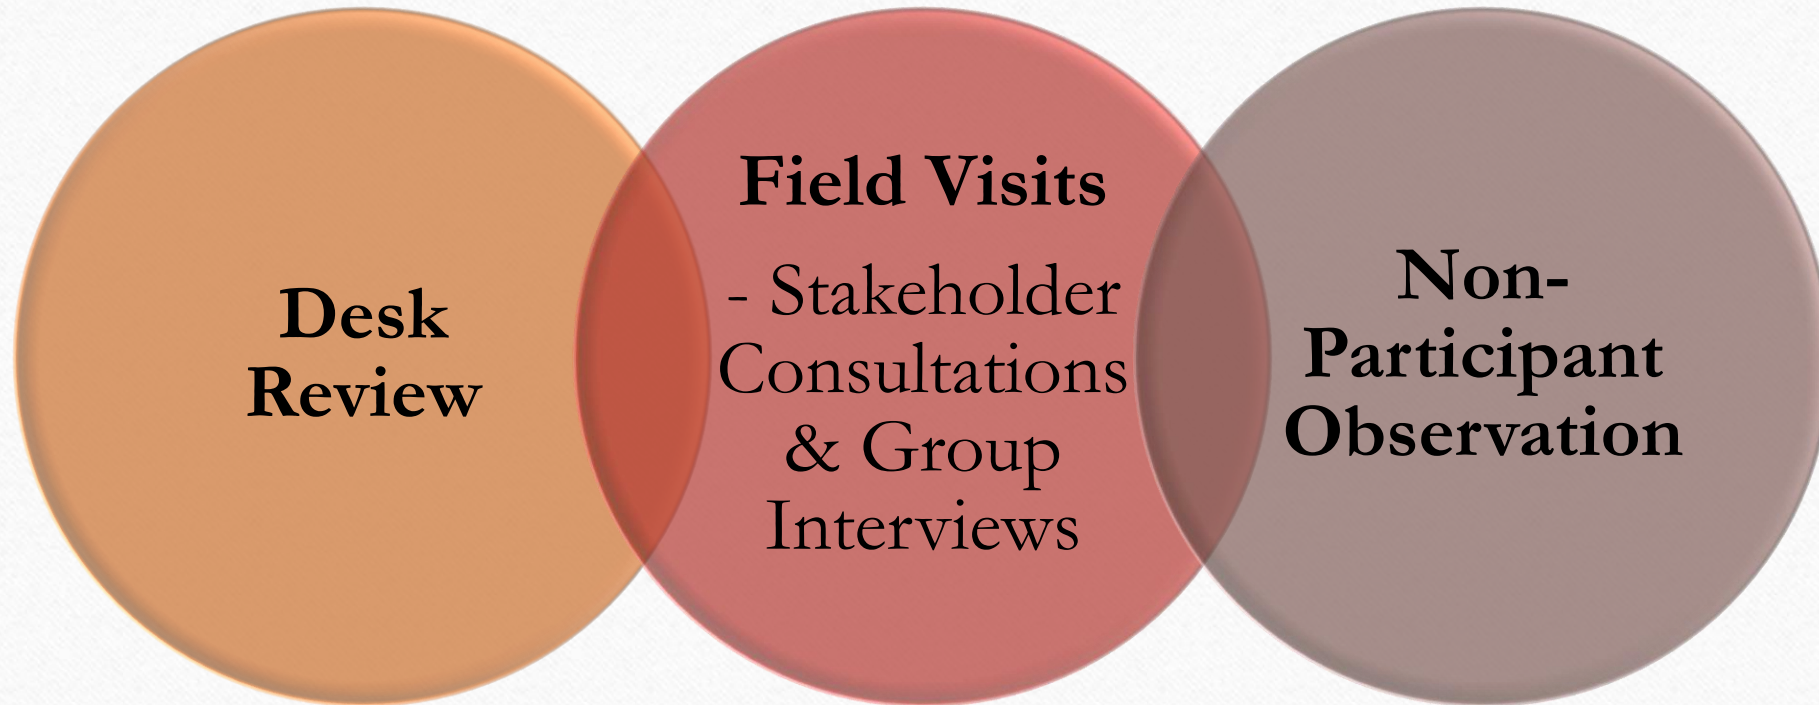 Desk
Review
Field Visits
- Stakeholder
Consultations
& Group
Interviews
Non-
Participant
Observation